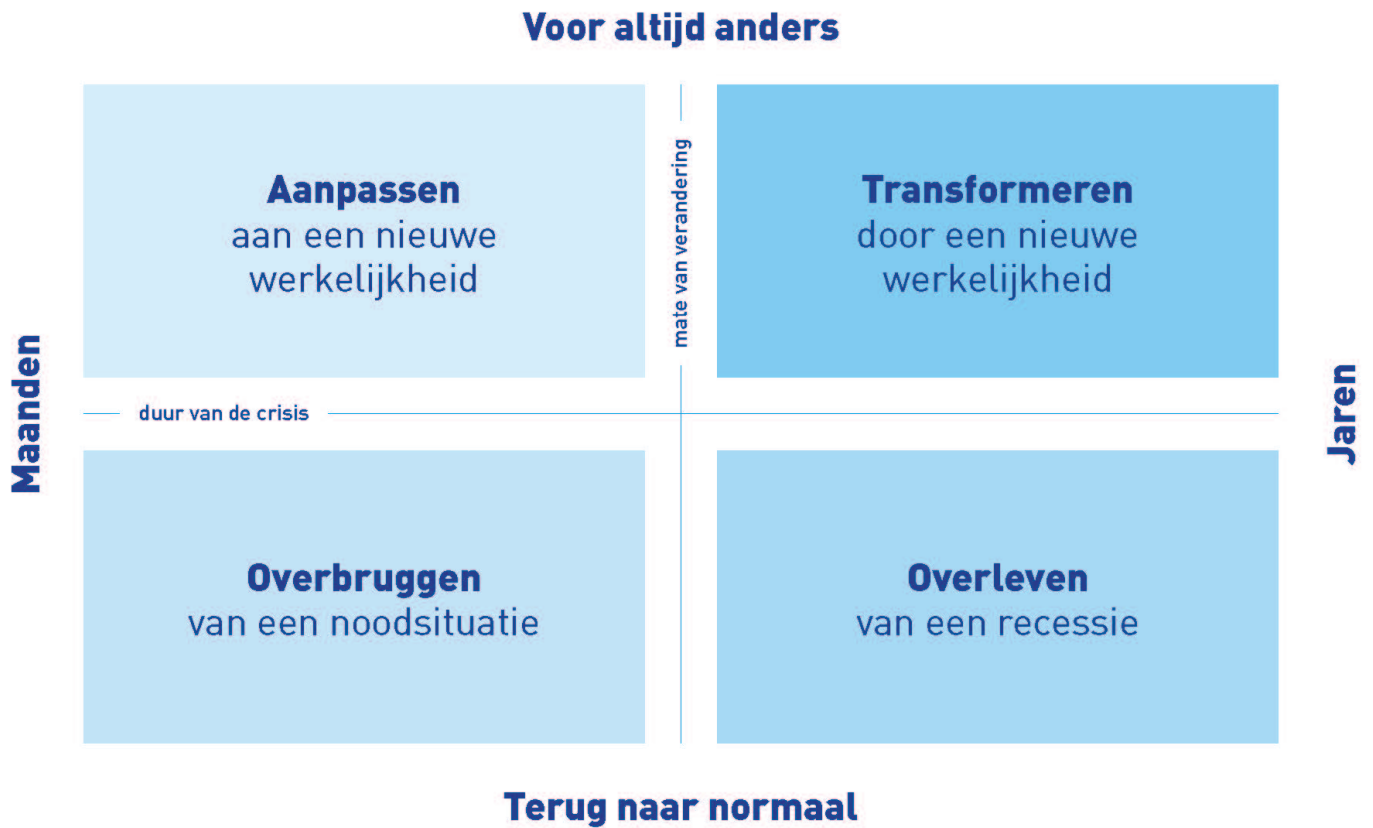 Voor altijd anders
Aanpassen
aan een nieuwe
werkelijkheid
mate van verandering
Transformeren
door een nieuwe
werkelijkheid
Maanden
duur van de crisis
Jaren
Overbruggen
van een noodsituatie
Overleven
van een recessie
Terug naar normaal